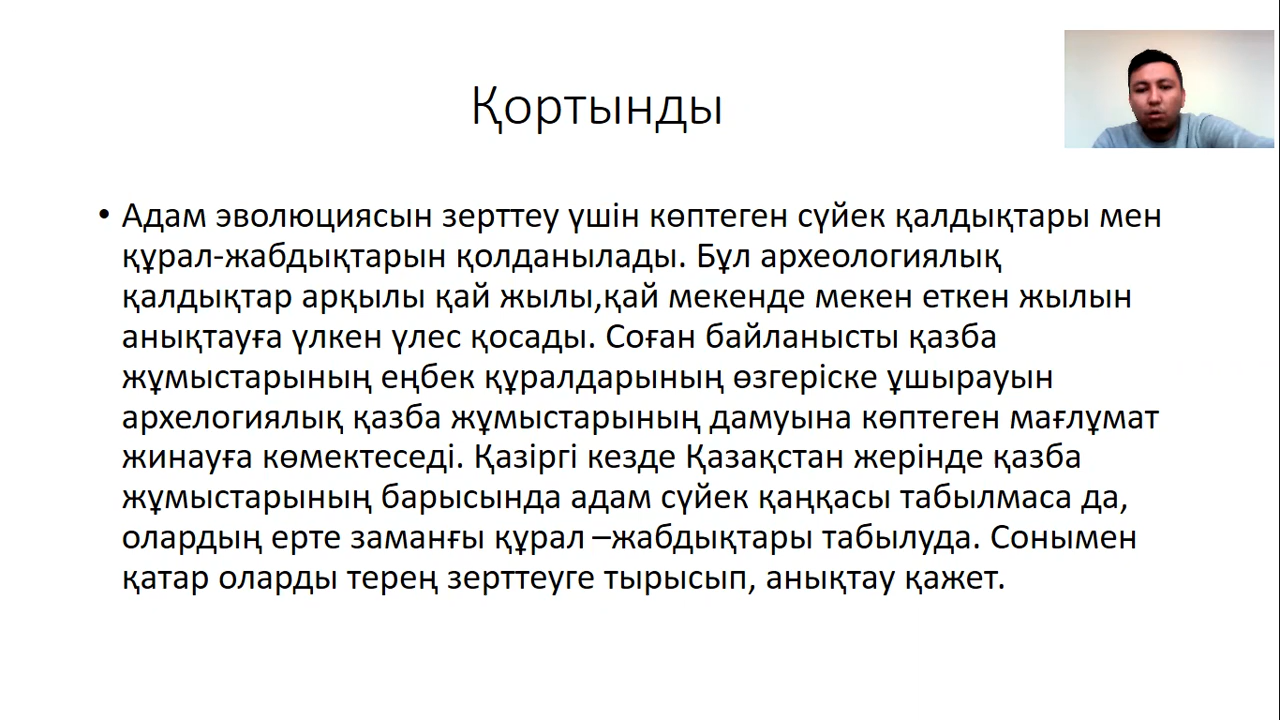 Қортынды
• Адам эволюциясын зерттеу үшін көптеген сүйек қалдықтары мен
құрал-жабдықтарын қолданылады. Бұл археологиялық
қалдықтар арқылы қай жылы,қай мекенде мекен еткен жылын
анықтауға үлкен үлес қосады. Соған байланысты қазба
жұмыстарының еңбек құралдарының өзгеріске ұшырауын
архелогиялық қазба жұмыстарының дамуына көптеген мағлұмат
жинауға көмектеседі. Қазіргі кезде Қазақстан жерінде қазба
жұмыстарының барысында адам сүйек қаңқасы табылмаса да,
олардың ерте заманғы құрал –жабдықтары табылуда. Сонымен
қатар оларды терең зерттеуге тырысып, анықтау қажет.